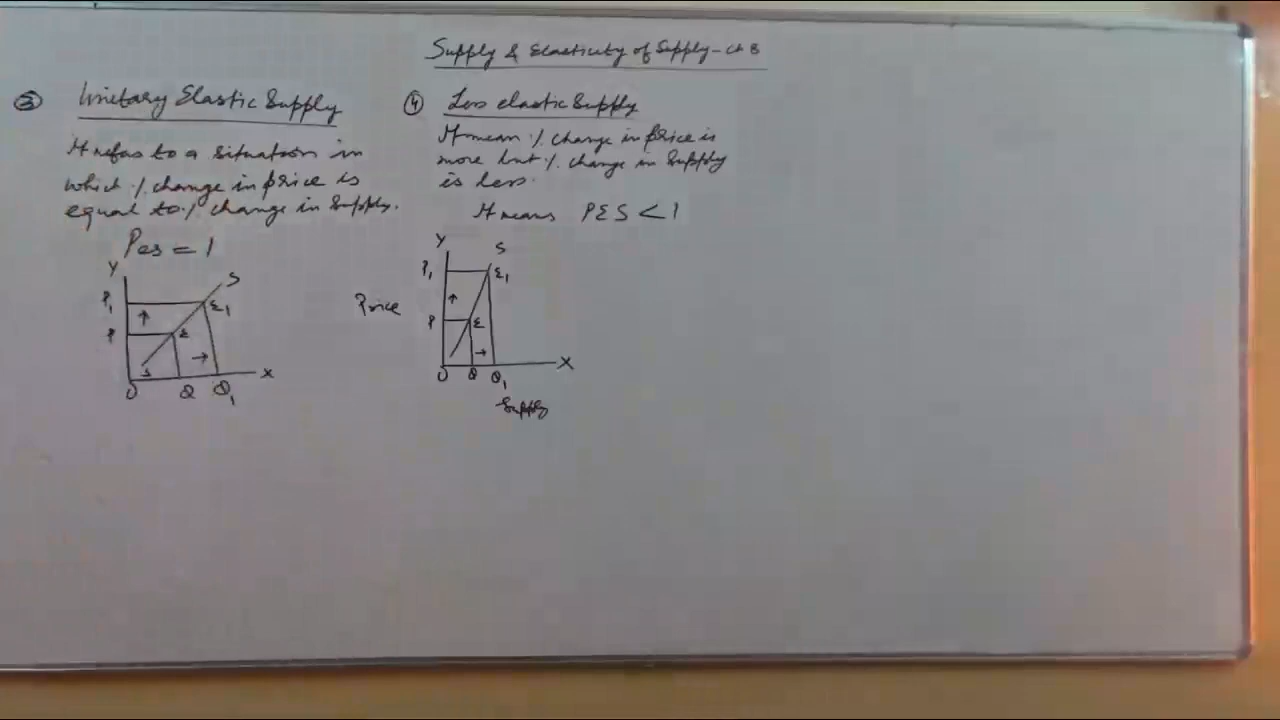 Supply & Elasticity of Supply - Ch 8
③ Unietary Elastic Supply
It refers to a situation in
which % change in price is
equal to % change in Supply.
Pes = 1
Y
S
P1
E1
P
E
S
O
Q
Q1
X
④ Less elastic Supply
It mean % change in price is
more but % change in Supply
is less.
It means PES < 1
Y
S
P1
E1
Price
P
E
O
Q
Q1
X
Supply